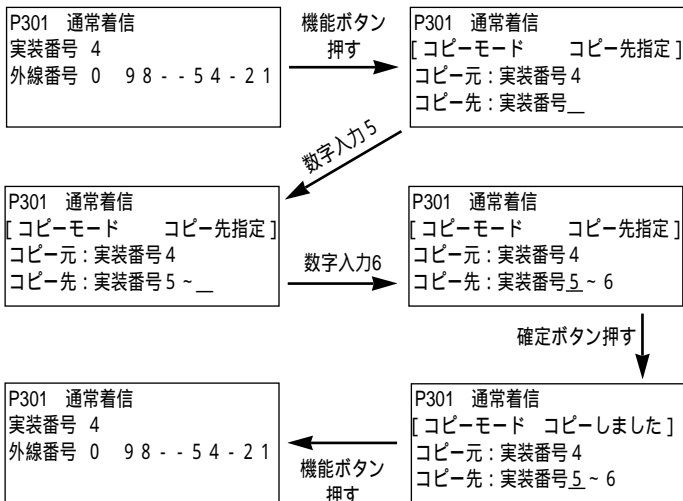 P301 通常着信
実装番号 4
外線番号 0 98--54-21
機能ボタン
押す
P301 通常着信
[コピーモード コピー先指定]
コピー元:実装番号4
コピー先:実装番号_
数字入力5
P301 通常着信
[コピーモード コピー先指定]
コピー元:実装番号4
コピー先:実装番号5~_
数字入力6
P301 通常着信
[コピーモード コピー先指定]
コピー元:実装番号4
コピー先:実装番号5~6
確定ボタン押す
P301 通常着信
[コピーモード コピーしました]
コピー元:実装番号4
コピー先:実装番号5~6
機能ボタン
押す
P301 通常着信
実装番号 4
外線番号 0 98--54-21